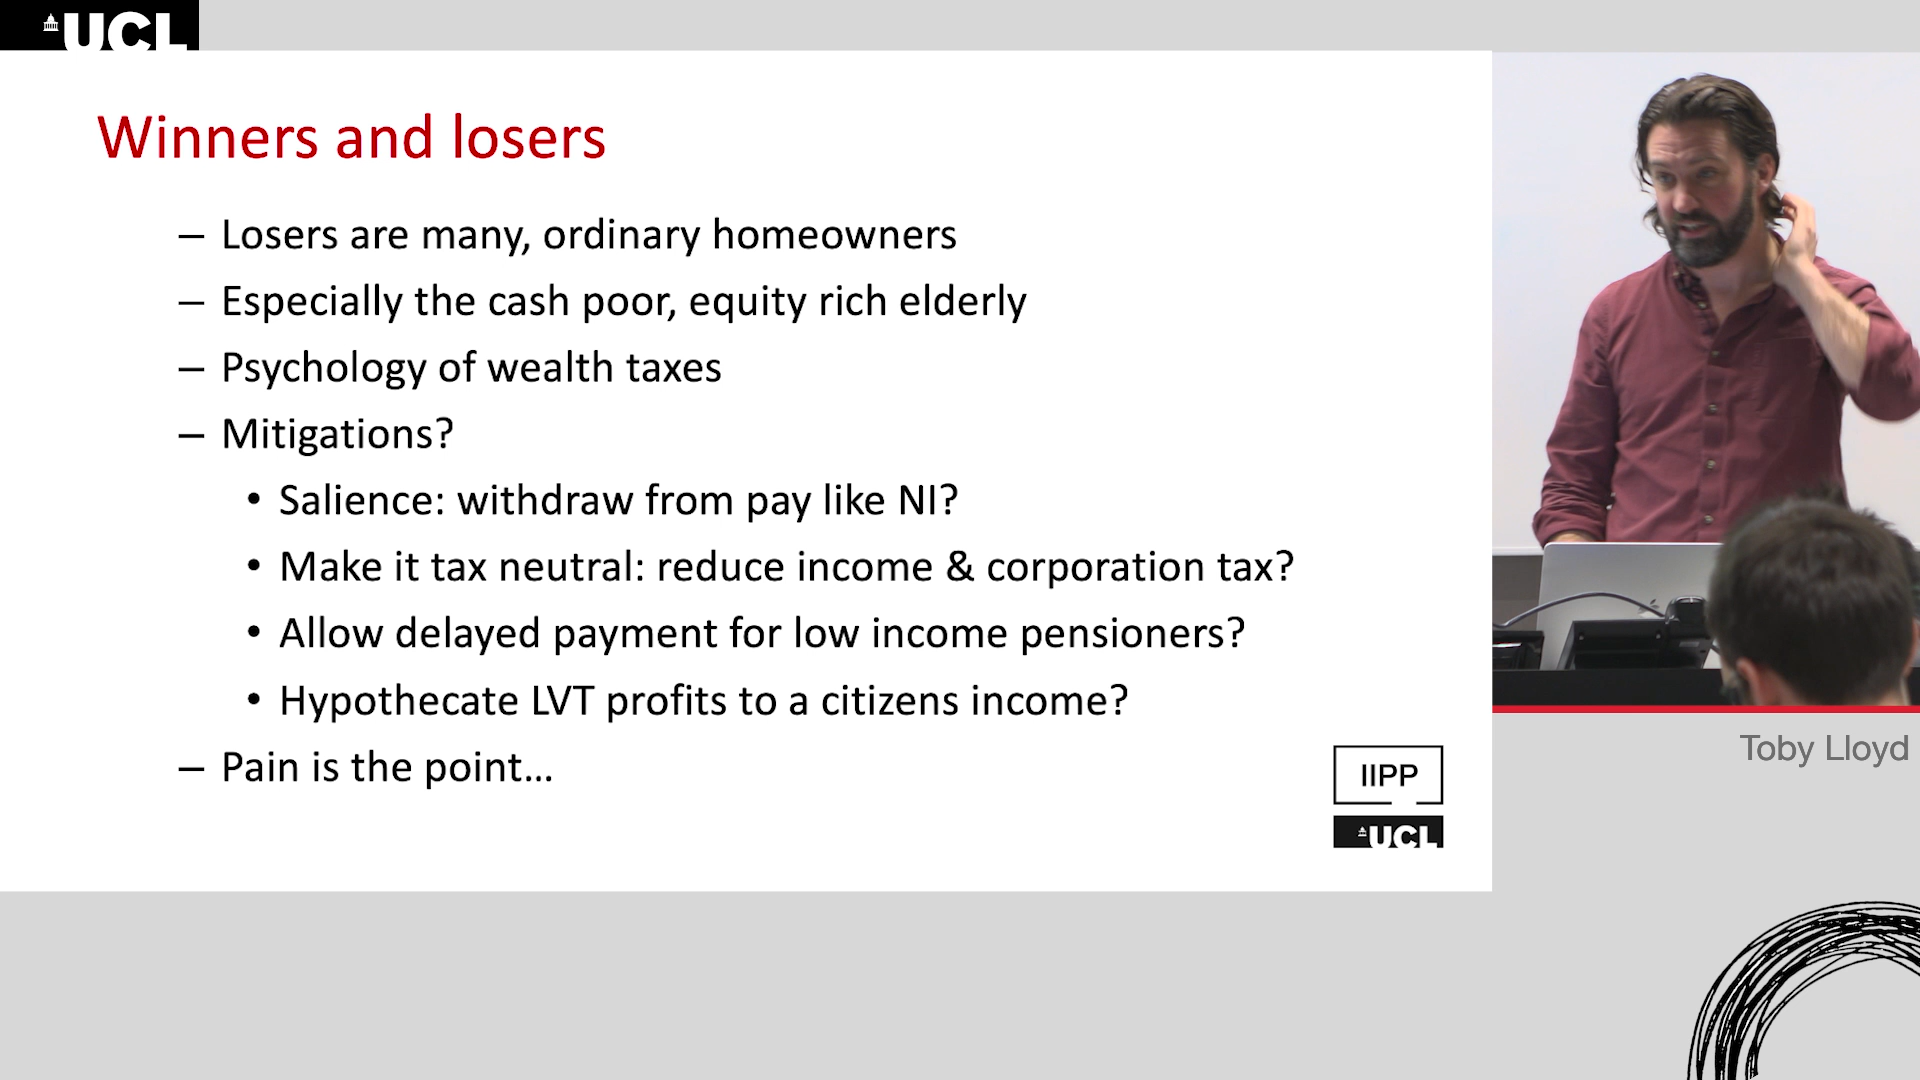 UCL
Winners and losers
– Losers are many, ordinary homeowners
– Especially the cash poor, equity rich elderly
– Psychology of wealth taxes
– Mitigations?
• Salience: withdraw from pay like NI?
• Make it tax neutral: reduce income & corporation tax?
• Allow delayed payment for low income pensioners?
• Hypothecate LVT profits to a citizens income?
– Pain is the point...
IIPP
UCL
Toby Lloyd